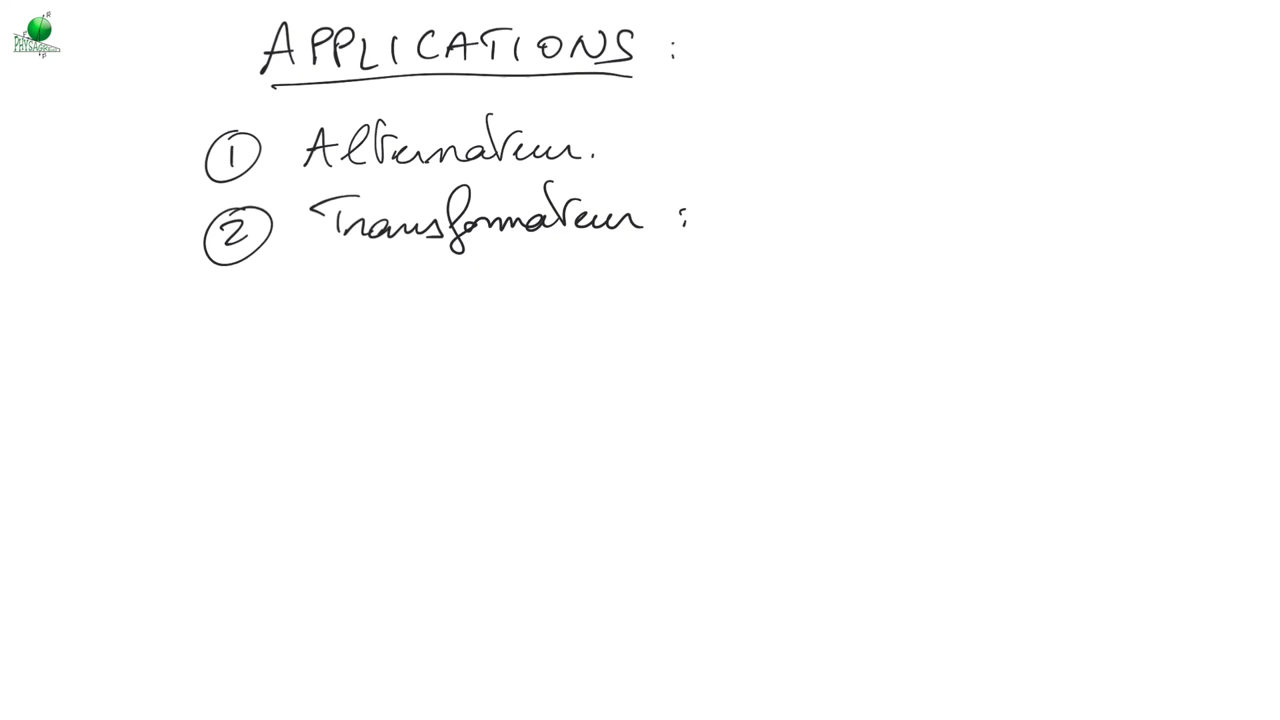 APPLICATIONS :
① Alternateur.
② Transformateur :